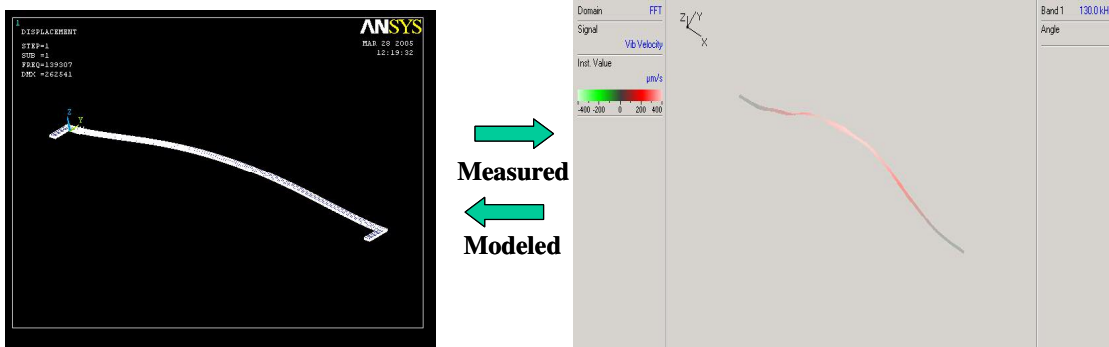 1
DISPLACEMENT
STEP=1
SUB =1
FREQ=139307
DMX =262541
ANSYS
MAR 28 2005
12:19:32
Z
Y
Measured
Modeled
Domain FFT
Signal
Vib Velocity
Inst. Value
µm/s
-400 -200 0 200 400
Z Y
X
Band 1 130.0 kH
Angle